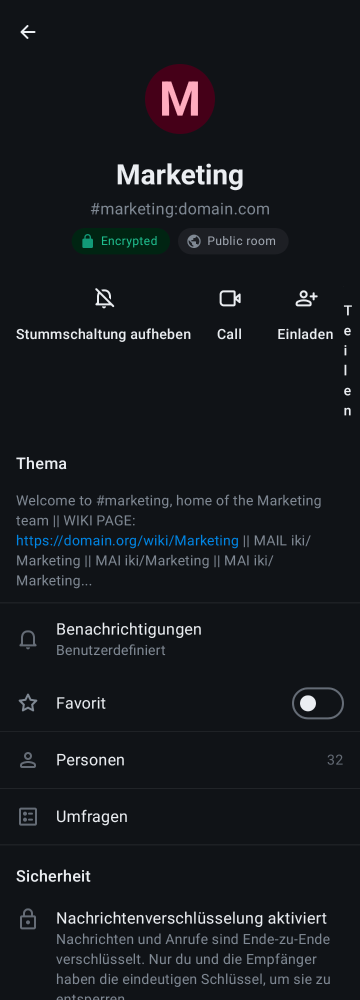 M
Marketing
#marketing:domain.com
Encrypted
Public room
Stummschaltung aufheben
Call
Einladen
Teilen
Thema
Welcome to #marketing, home of the Marketing
team || WIKI PAGE:
https://domain.org/wiki/Marketing || MAIL iki/
Marketing || MAI iki/Marketing || MAI iki/
Marketing...
Benachrichtigungen
Benutzerdefiniert
Favorit
Personen 32
Umfragen
Sicherheit
Nachrichtenverschlüsselung aktiviert
Nachrichten und Anrufe sind Ende-zu-Ende
verschlüsselt. Nur du und die Empfänger
haben die eindeutigen Schlüssel, um sie zu
entsperren